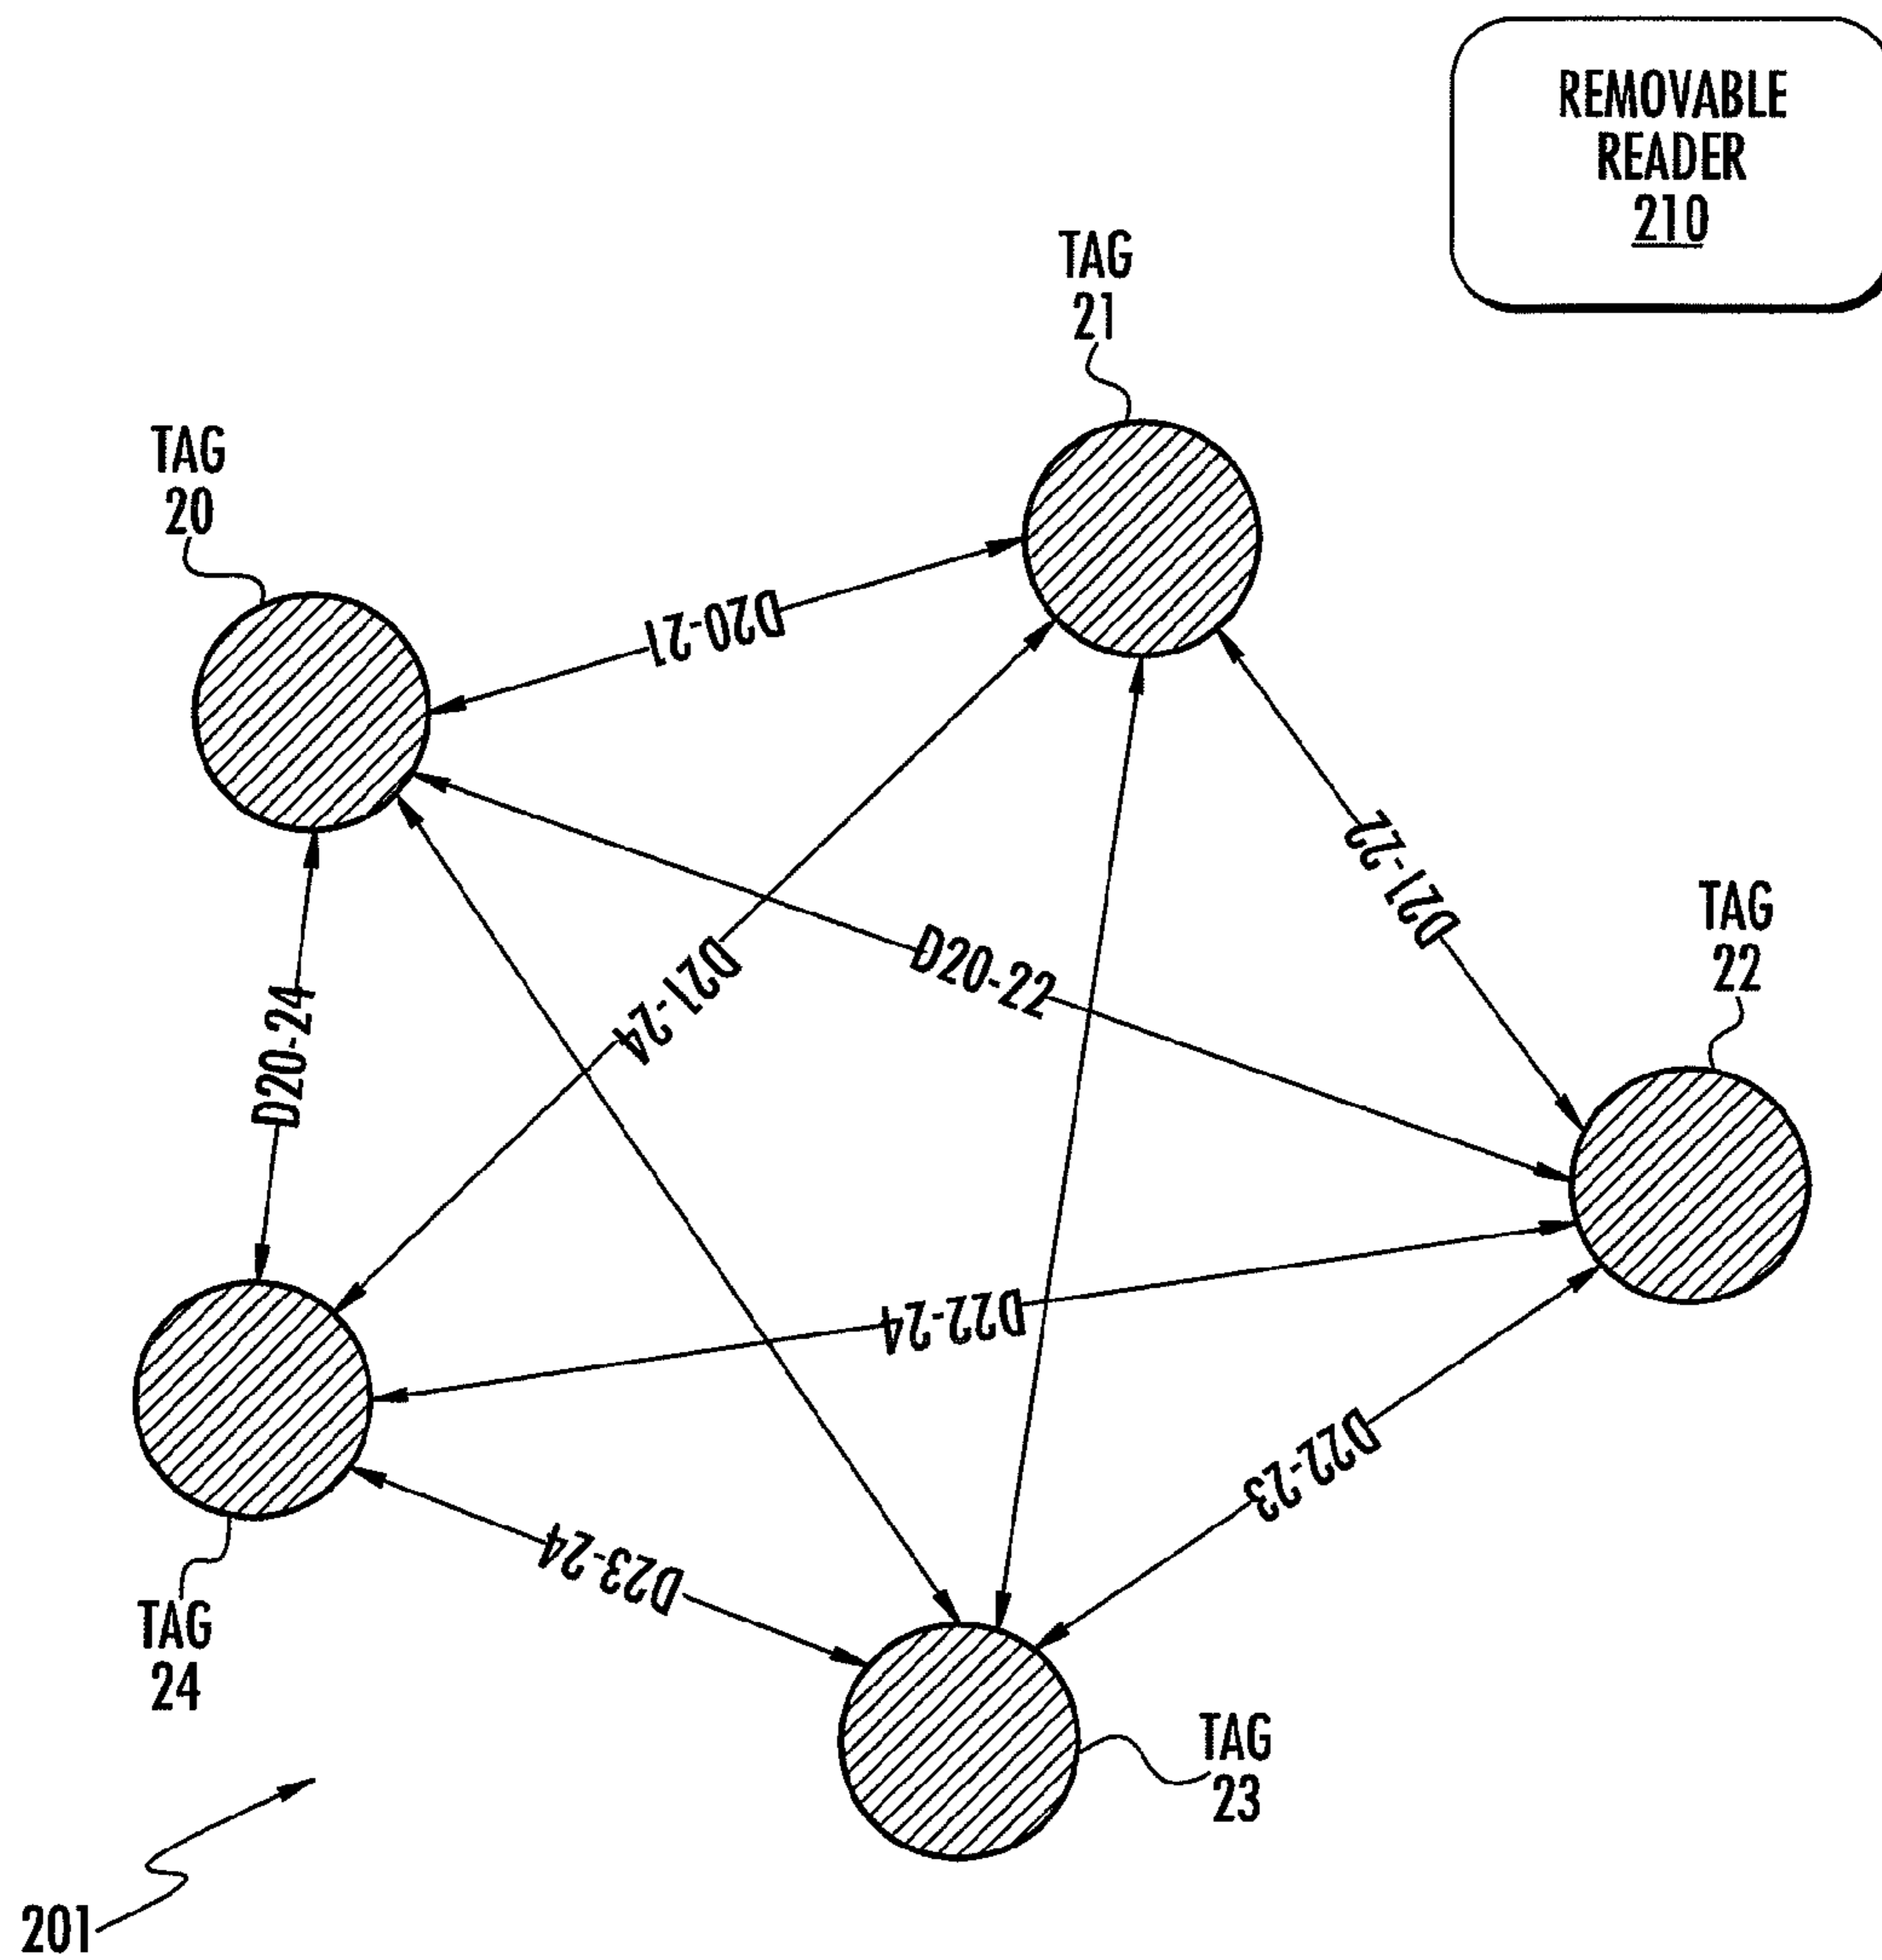 REMOVABLE
READER
210
TAG
21
TAG
20
D20-21
D21-22
TAG
22
D20-22
D21-24
D20-24
D22-24
D22-23
D23-24
TAG
24
TAG
23
201